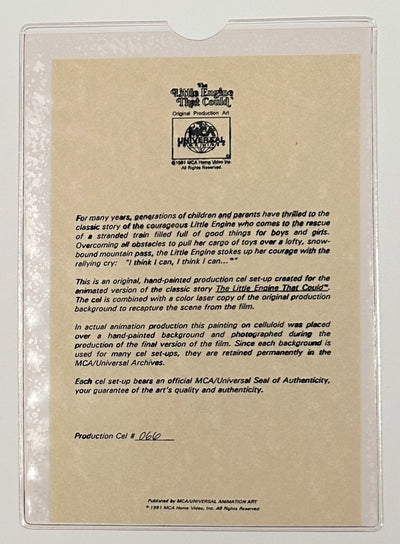 The
Little Engine
That Could™
Original Production Art
MCA
UNIVERSAL
©1991 MCA Home Video Inc.
All Rights Reserved.
For many years, generations of children and parents have thrilled to the
classic story of the courageous Little Engine who comes to the rescue
of a stranded train filled full of good things for boys and girls.
Overcoming all obstacles to pull her cargo of toys over a lofty, snow-
bound mountain pass, the Little Engine stokes up her courage with the
rallying cry: "I think I can, I think I can..."™
This is an original, hand-painted production cel set-up created for the
animated version of the classic story The Little Engine That Could™.
The cel is combined with a color laser copy of the original production
background to recapture the scene from the film.
In actual animation production this painting on celluloid was placed
over a hand-painted background and photographed during the
production of the final version of the film. Since each background is
used for many cel set-ups, they are retained permanently in the
MCA/Universal Archives.
Each cel set-up bears an official MCA/Universal Seal of Authenticity,
your guarantee of the art's quality and authenticity.
Production Cel # 066
Published by MCA/UNIVERSAL ANIMATION ART
© 1991 MCA Home Video, Inc. All Rights Reserved